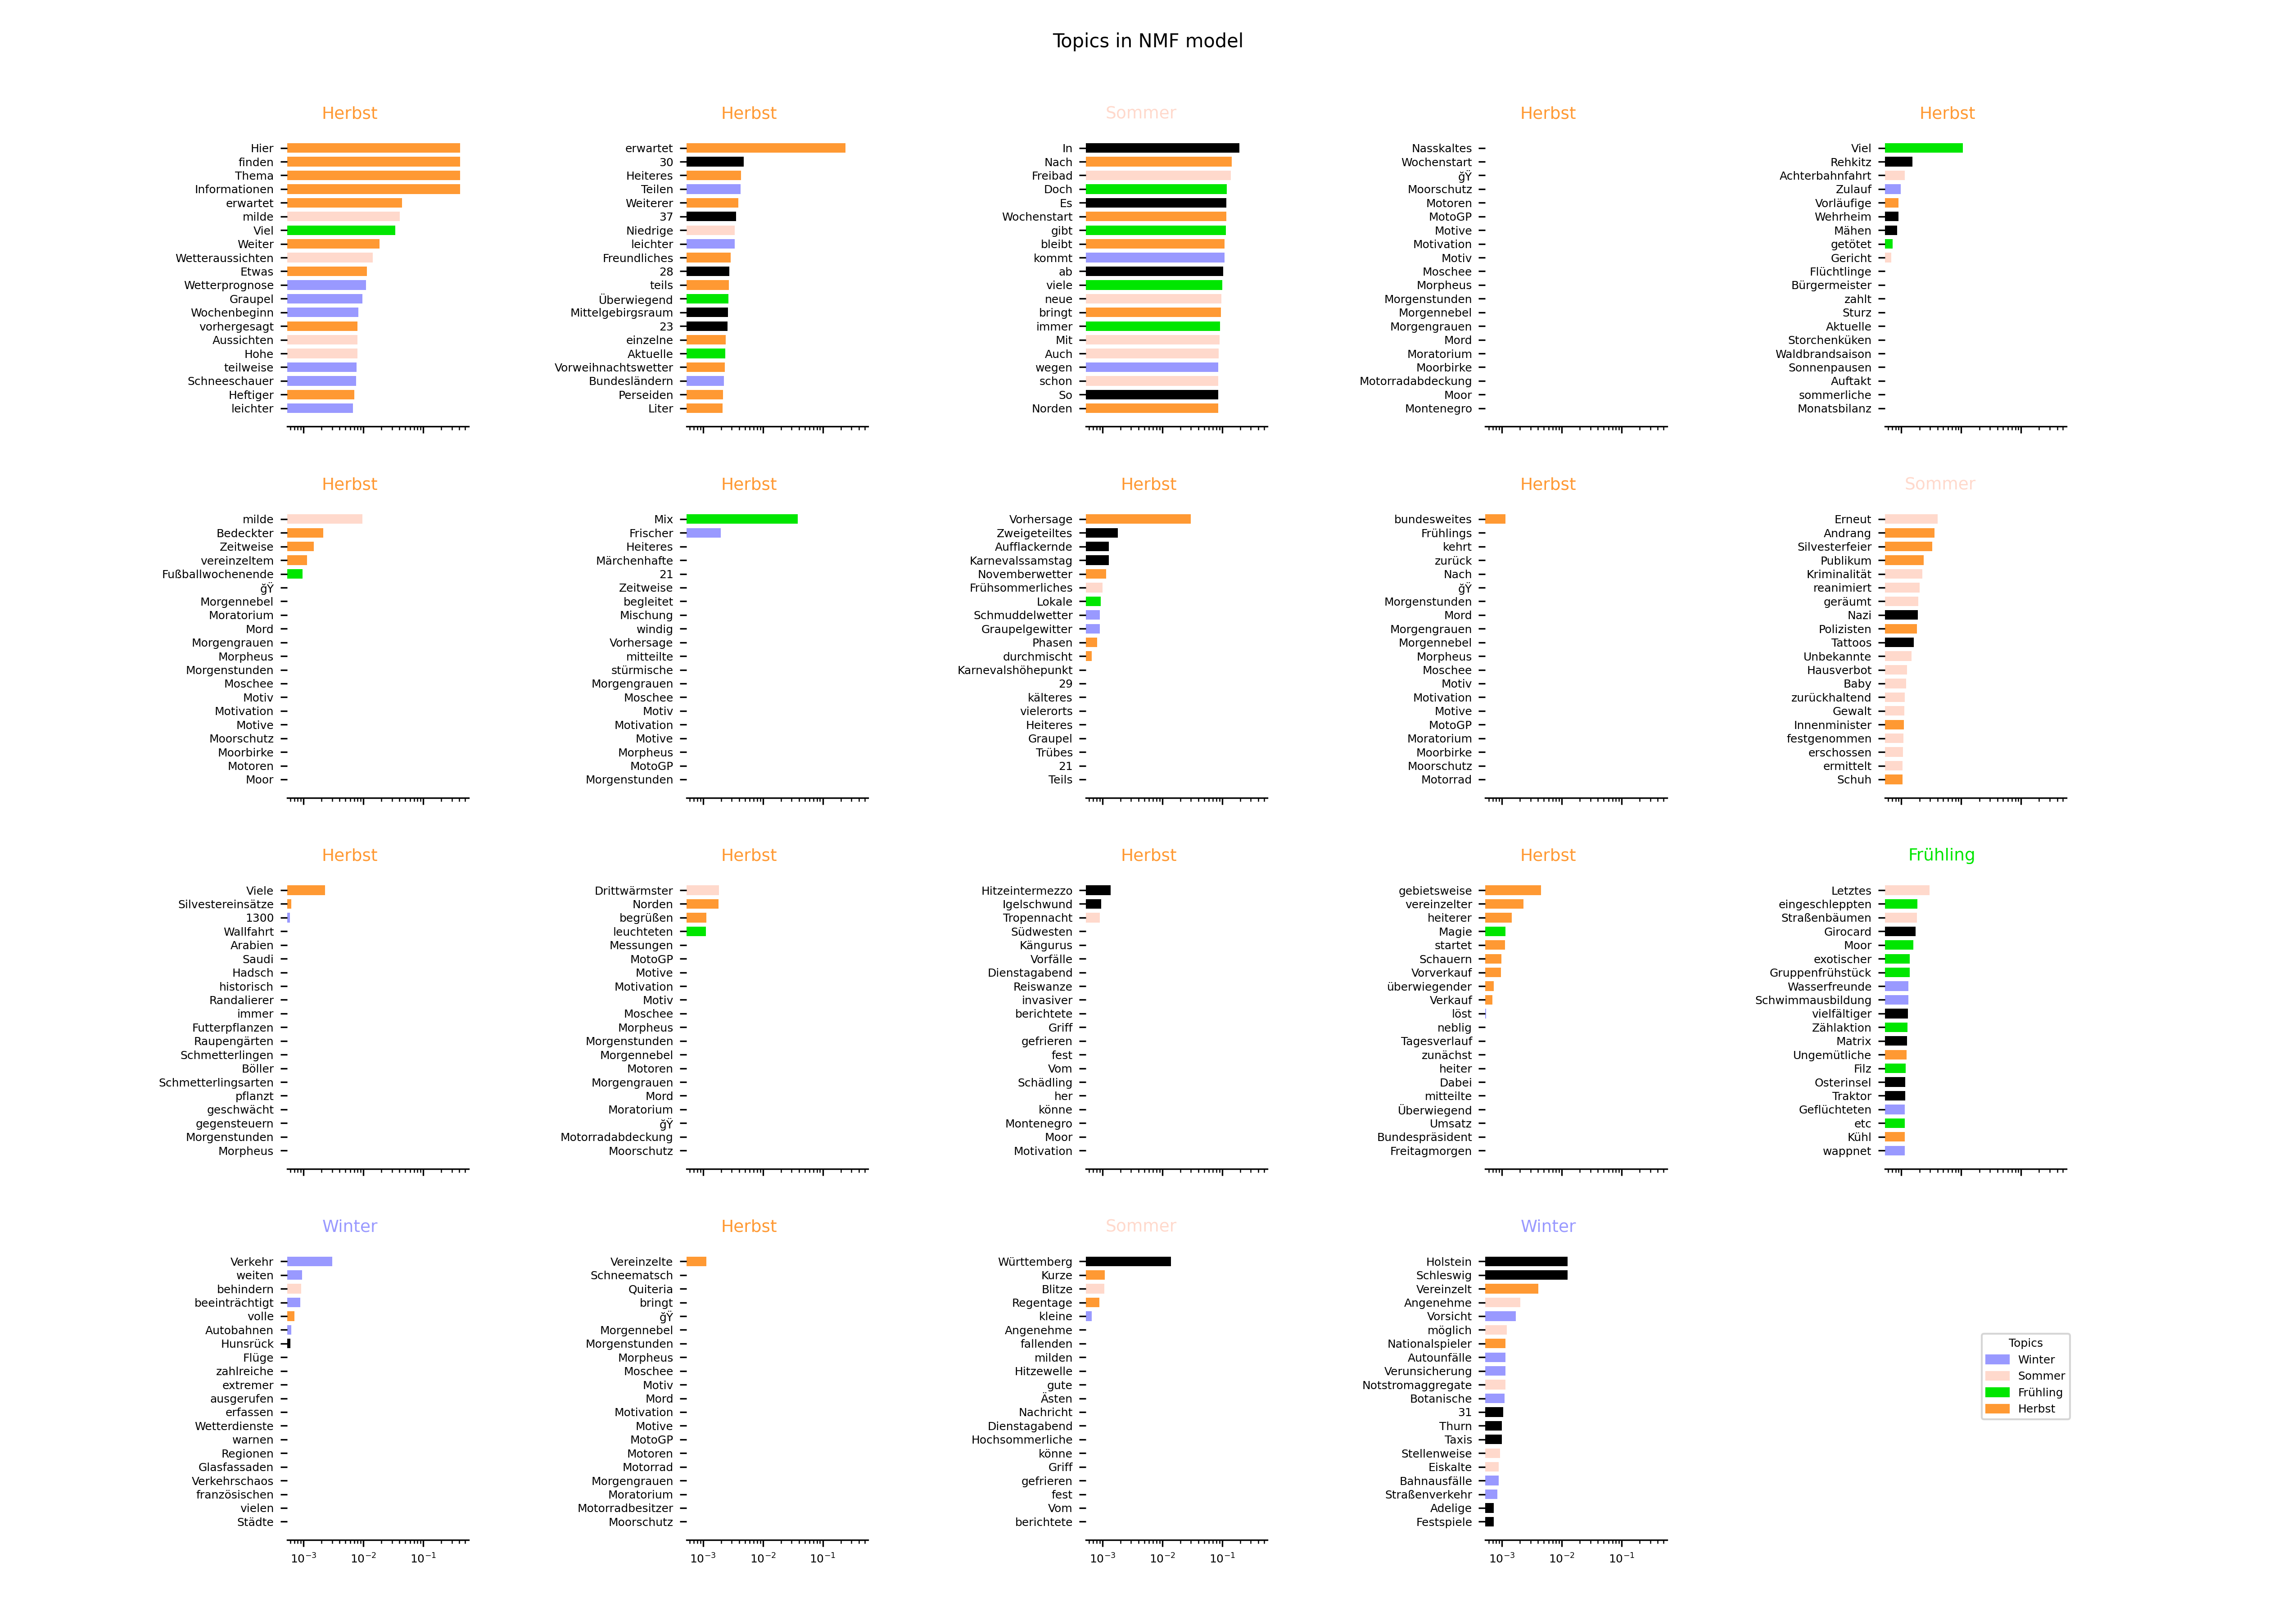 Topics in NMF model
Herbst
Hier
finden
Thema
Informationen
erwartet
milde
Viel
Weiter
Wetteraussichten
Etwas
Wetterprognose
Graupel
Wochenbeginn
vorhergesagt
Aussichten
Hohe
teilweise
Schneeschauer
Heftiger
leichter
Herbst
erwartet
30
Heiteres
Teilen
Weiterer
37
Niedrige
leichter
Freundliches
28
teils
Überwiegend
Mittelgebirgsraum
23
einzelne
Aktuelle
Vorweihnachtswetter
Bundesländern
Perseiden
Liter
Sommer
In
Nach
Freibad
Doch
Es
Wochenstart
gibt
bleibt
kommt
ab
viele
neue
bringt
immer
Mit
Auch
wegen
schon
So
Norden
Herbst
Nasskaltes
Wochenstart
ğŸ
Moorschutz
Motoren
MotoGP
Motive
Motivation
Motiv
Moschee
Morpheus
Morgenstunden
Morgennebel
Morgengrauen
Mord
Moratorium
Moorbirke
Motorradabdeckung
Moor
Montenegro
Herbst
Viel
Rehkitz
Achterbahnfahrt
Zulauf
Vorläufige
Wehrheim
Mähen
getötet
Gericht
Flüchtlinge
Bürgermeister
zahlt
Sturz
Aktuelle
Storchenküken
Waldbrandsaison
Sonnenpausen
Auftakt
sommerliche
Monatsbilanz
Herbst
milde
Bedeckter
Zeitweise
vereinzeltem
Fußballwochenende
ğŸ
Morgennebel
Moratorium
Mord
Morgengrauen
Morpheus
Morgenstunden
Moschee
Motiv
Motivation
Motive
Moorschutz
Moorbirke
Motoren
Moor
Herbst
Mix
Frischer
Heiteres
Märchenhafte
21
Zeitweise
begleitet
Mischung
windig
Vorhersage
mitteilte
stürmische
Morgengrauen
Moschee
Motiv
Motivation
Motive
Morpheus
MotoGP
Morgenstunden
Herbst
Vorhersage
Zweigeteiltes
Aufflackernde
Karnevalssamstag
Novemberwetter
Frühsommerliches
Lokale
Schmuddelwetter
Graupelgewitter
Phasen
durchmischt
Karnevalshöhepunkt
29
kälteres
vielerorts
Heiteres
Graupel
Trübes
21
Teils
Herbst
bundesweites
Frühlings
kehrt
zurück
Nach
ğŸ
Morgenstunden
Mord
Morgengrauen
Morgennebel
Morpheus
Moschee
Motiv
Motivation
Motive
MotoGP
Moratorium
Moorbirke
Moorschutz
Motorrad
Sommer
Erneut
Andrang
Silvesterfeier
Publikum
Kriminalität
reanimiert
geräumt
Nazi
Polizisten
Tattoos
Unbekannte
Hausverbot
Baby
zurückhaltend
Gewalt
Innenminister
festgenommen
erschossen
ermittelt
Schuh
Herbst
Viele
Silvestereinsätze
1300
Wallfahrt
Arabien
Saudi
Hadsch
historisch
Randalierer
immer
Futterpflanzen
Raupengärten
Schmetterlingen
Böller
Schmetterlingsarten
pflanzt
geschwächt
gegensteuern
Morgenstunden
Morpheus
Herbst
Drittwärmster
Norden
begrüßen
leuchteten
Messungen
MotoGP
Motive
Motivation
Motiv
Moschee
Morpheus
Morgenstunden
Morgennebel
Motoren
Morgengrauen
Mord
Moratorium
ğŸ
Motorradabdeckung
Moorschutz
Herbst
Hitzeintermezzo
Igelschwund
Tropennacht
Südwesten
Kängurus
Vorfälle
Dienstagabend
Reiswanze
invasiver
berichtete
Griff
gefrieren
fest
Vom
Schädling
her
könne
Montenegro
Moor
Motivation
Herbst
gebietsweise
vereinzelter
heiterer
Magie
startet
Schauern
Vorverkauf
überwiegender
Verkauf
löst
neblig
Tagesverlauf
zunächst
heiter
Dabei
mitteilte
Überwiegend
Umsatz
Bundespräsident
Freitagmorgen
Frühling
Letztes
eingeschleppten
Straßenbäumen
Girocard
Moor
exotischer
Gruppenfrühstück
Wasserfreunde
Schwimmausbildung
vielfältiger
Zählaktion
Matrix
Ungemütliche
Filz
Osterinsel
Traktor
Geflüchteten
etc
Kühl
wappnet
Winter
Verkehr
weiten
behindern
beeinträchtigt
volle
Autobahnen
Hunsrück
Flüge
zahlreiche
extremer
ausgerufen
erfassen
Wetterdienste
warnen
Regionen
Glasfassaden
Verkehrschaos
französischen
vielen
Städte
10⁻³ 10⁻² 10⁻¹
Herbst
Vereinzelte
Schneematsch
Quiteria
bringt
ğŸ
Morgennebel
Morgenstunden
Morpheus
Moschee
Motiv
Mord
Motivation
Motive
MotoGP
Motoren
Motorrad
Morgengrauen
Moratorium
Motorradbesitzer
Moorschutz
10⁻³ 10⁻² 10⁻¹
Sommer
Württemberg
Kurze
Blitze
Regentage
kleine
Angenehme
fallenden
milden
Hitzewelle
gute
Ästen
Nachricht
Dienstagabend
Hochsommerliche
könne
Griff
gefrieren
fest
Vom
berichtete
10⁻³ 10⁻² 10⁻¹
Winter
Holstein
Schleswig
Vereinzelt
Angenehme
Vorsicht
möglich
Nationalspieler
Autounfälle
Verunsicherung
Notstromaggregate
Botanische
31
Thurn
Taxis
Stellenweise
Eiskalte
Bahnausfälle
Straßenverkehr
Adelige
Festspiele
10⁻³ 10⁻² 10⁻¹
Topics
Winter
Sommer
Frühling
Herbst